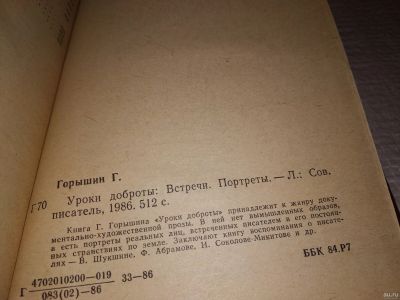 Горышин Г.
Г 70 Уроки доброты: Встречи. Портреты. — Л.: Сов.
писатель, 1986. 512 с.
Книга Г. Горышина «Уроки доброты» принадлежит к жанру доку-
ментально-художественной прозы. В ней нет вымышленных образов,
а есть портреты реальных лиц, встреченных писателем в его постоян-
ных странствиях по земле. Заключают книгу воспоминания о писате-
лях — В. Шукшине, Ф. Абрамове, И. Соколове-Микитове и др.
Г 4702010200—019 33—86
083(02)—86
ББК 84.Р7
au.ru